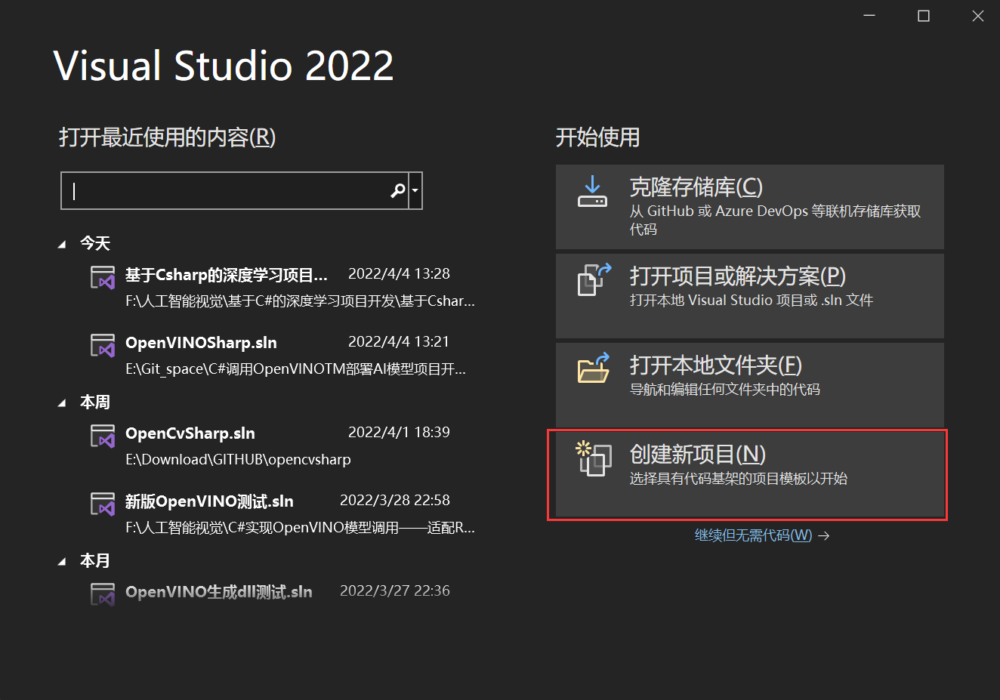 Visual Studio 2022
打开最近使用的内容(R)
今天
基于Csharp的深度学习项目... 2022/4/4 13:28
F:\人工智能视觉\基于C#的深度学习项目开发\基于Cshar...
OpenVINOSharp.sln 2022/4/4 13:21
E:\Git_space\C#调用OpenVINOTM部署AI模型项目开...
本周
OpenCvSharp.sln 2022/4/1 18:39
E:\Download\GITHUB\opencvsharp
新版OpenVINO测试.sln 2022/3/28 22:58
F:\人工智能视觉\C#实现OpenVINO模型调用——适配R...
本月
OpenVINO生成dll测试.sln 2022/3/27 22:36
开始使用
克隆存储库(C)
从 GitHub 或 Azure DevOps 等联机存储库获取
代码
打开项目或解决方案(P)
打开本地 Visual Studio 项目或 .sln 文件
打开本地文件夹(F)
导航和编辑任何文件夹中的代码
创建新项目(N)
选择具有代码基架的项目模板以开始
继续但无需代码(W) →